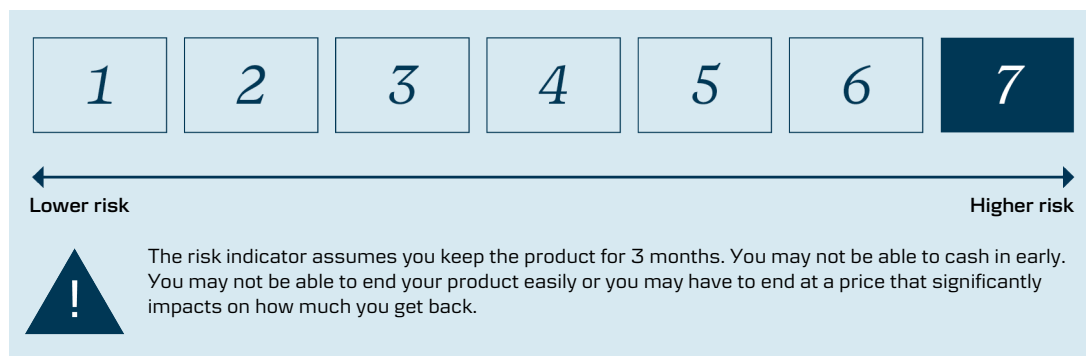 1 2 3 4 5 6 7
Lower risk Higher risk
The risk indicator assumes you keep the product for 3 months. You may not be able to cash in early.
You may not be able to end your product easily or you may have to end at a price that significantly
impacts on how much you get back.
!